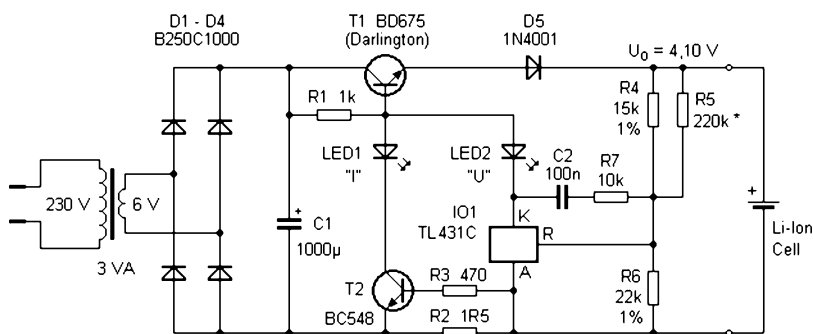 D1 - D4
B250C1000
T1 BD675
(Darlington)
D5
1N4001
U0 = 4,10 V
R1 1k
R4
15k
1%
R5
220k *
LED1
"I"
LED2
"U"
C2
100n
R7
10k
230 V
6 V
3 VA
+
C1
1000µ
IO1
TL431C
K
R
A
+
Li-Ion
Cell
T2
BC548
R3 470
R2 1R5
R6
22k
1%